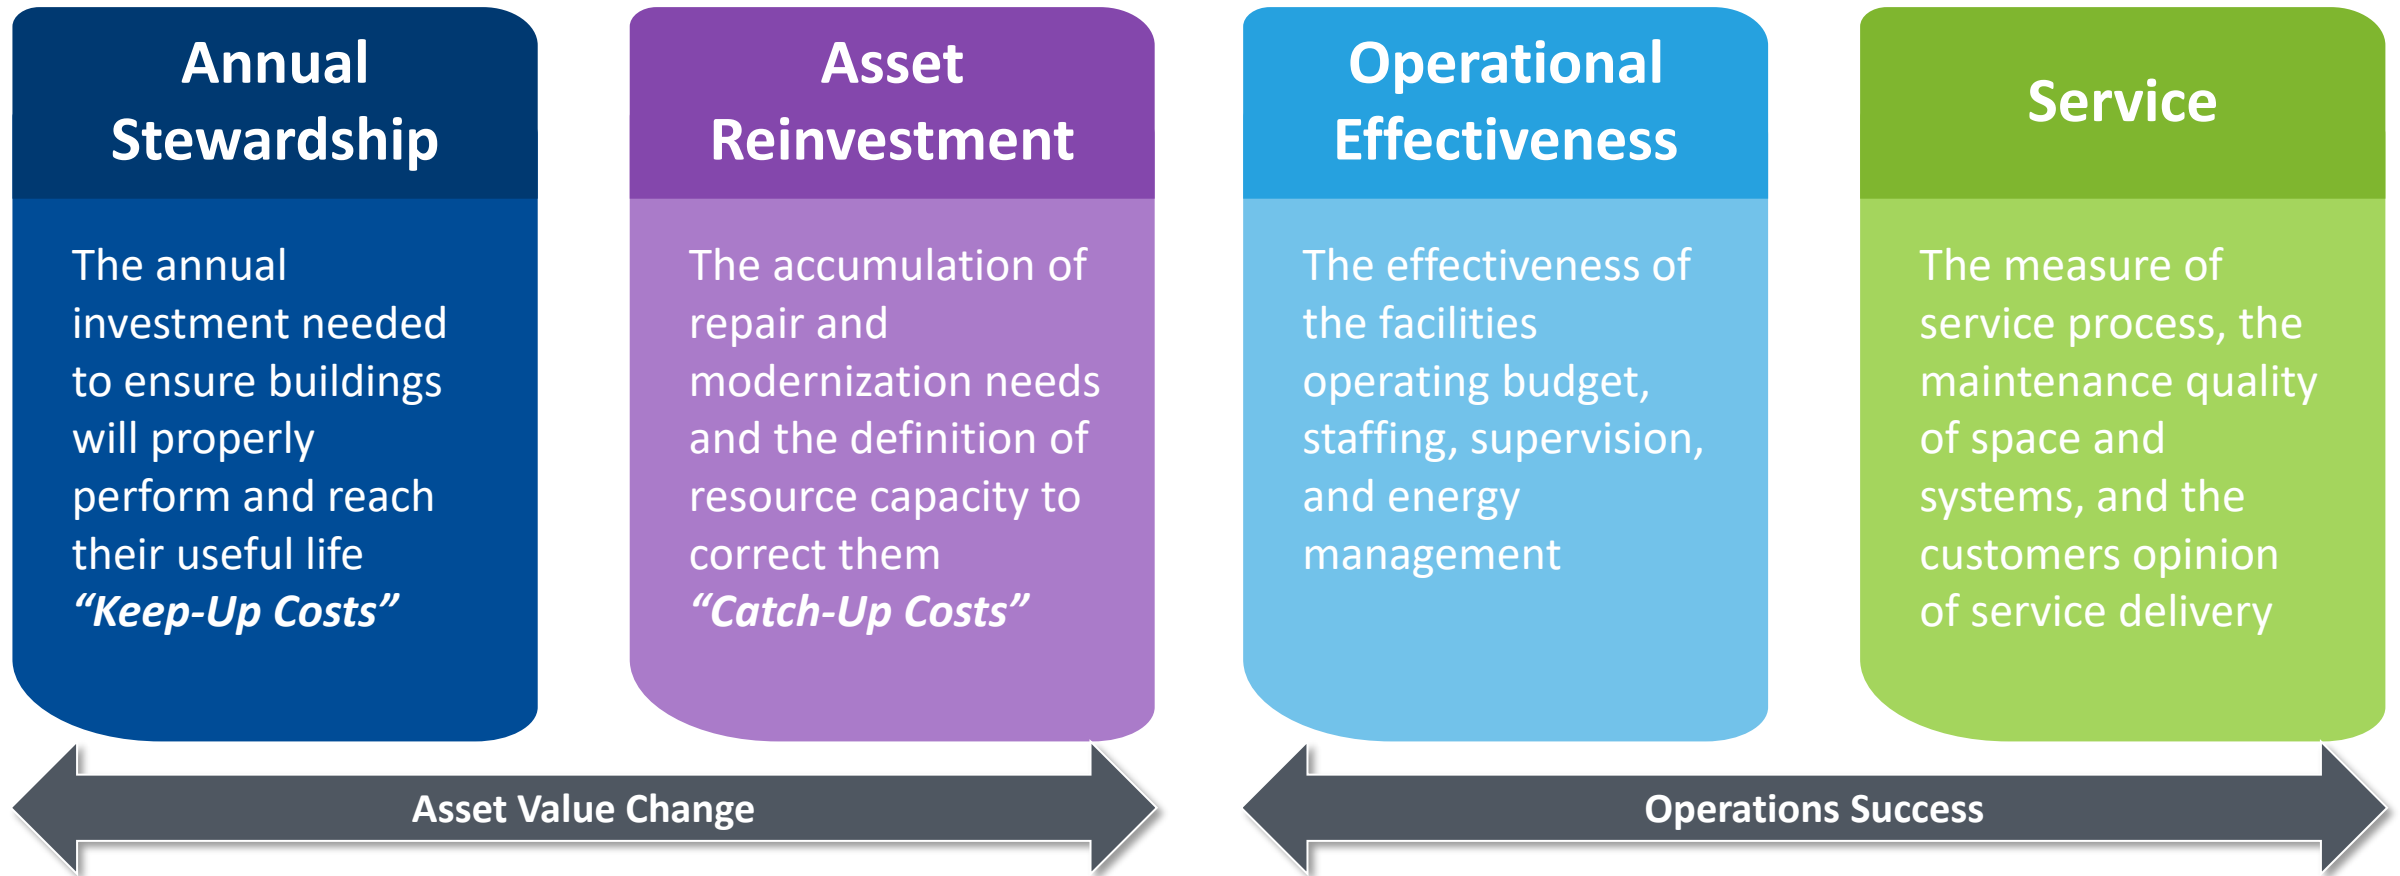 Annual
Stewardship
The annual
investment needed
to ensure buildings
will properly
perform and reach
their useful life
“Keep-Up Costs”
Asset
Reinvestment
The accumulation of
repair and
modernization needs
and the definition of
resource capacity to
correct them
“Catch-Up Costs”
Operational
Effectiveness
The effectiveness of
the facilities
operating budget,
staffing, supervision,
and energy
management
Service
The measure of
service process, the
maintenance quality
of space and
systems, and the
customers opinion
of service delivery
Asset Value Change
Operations Success